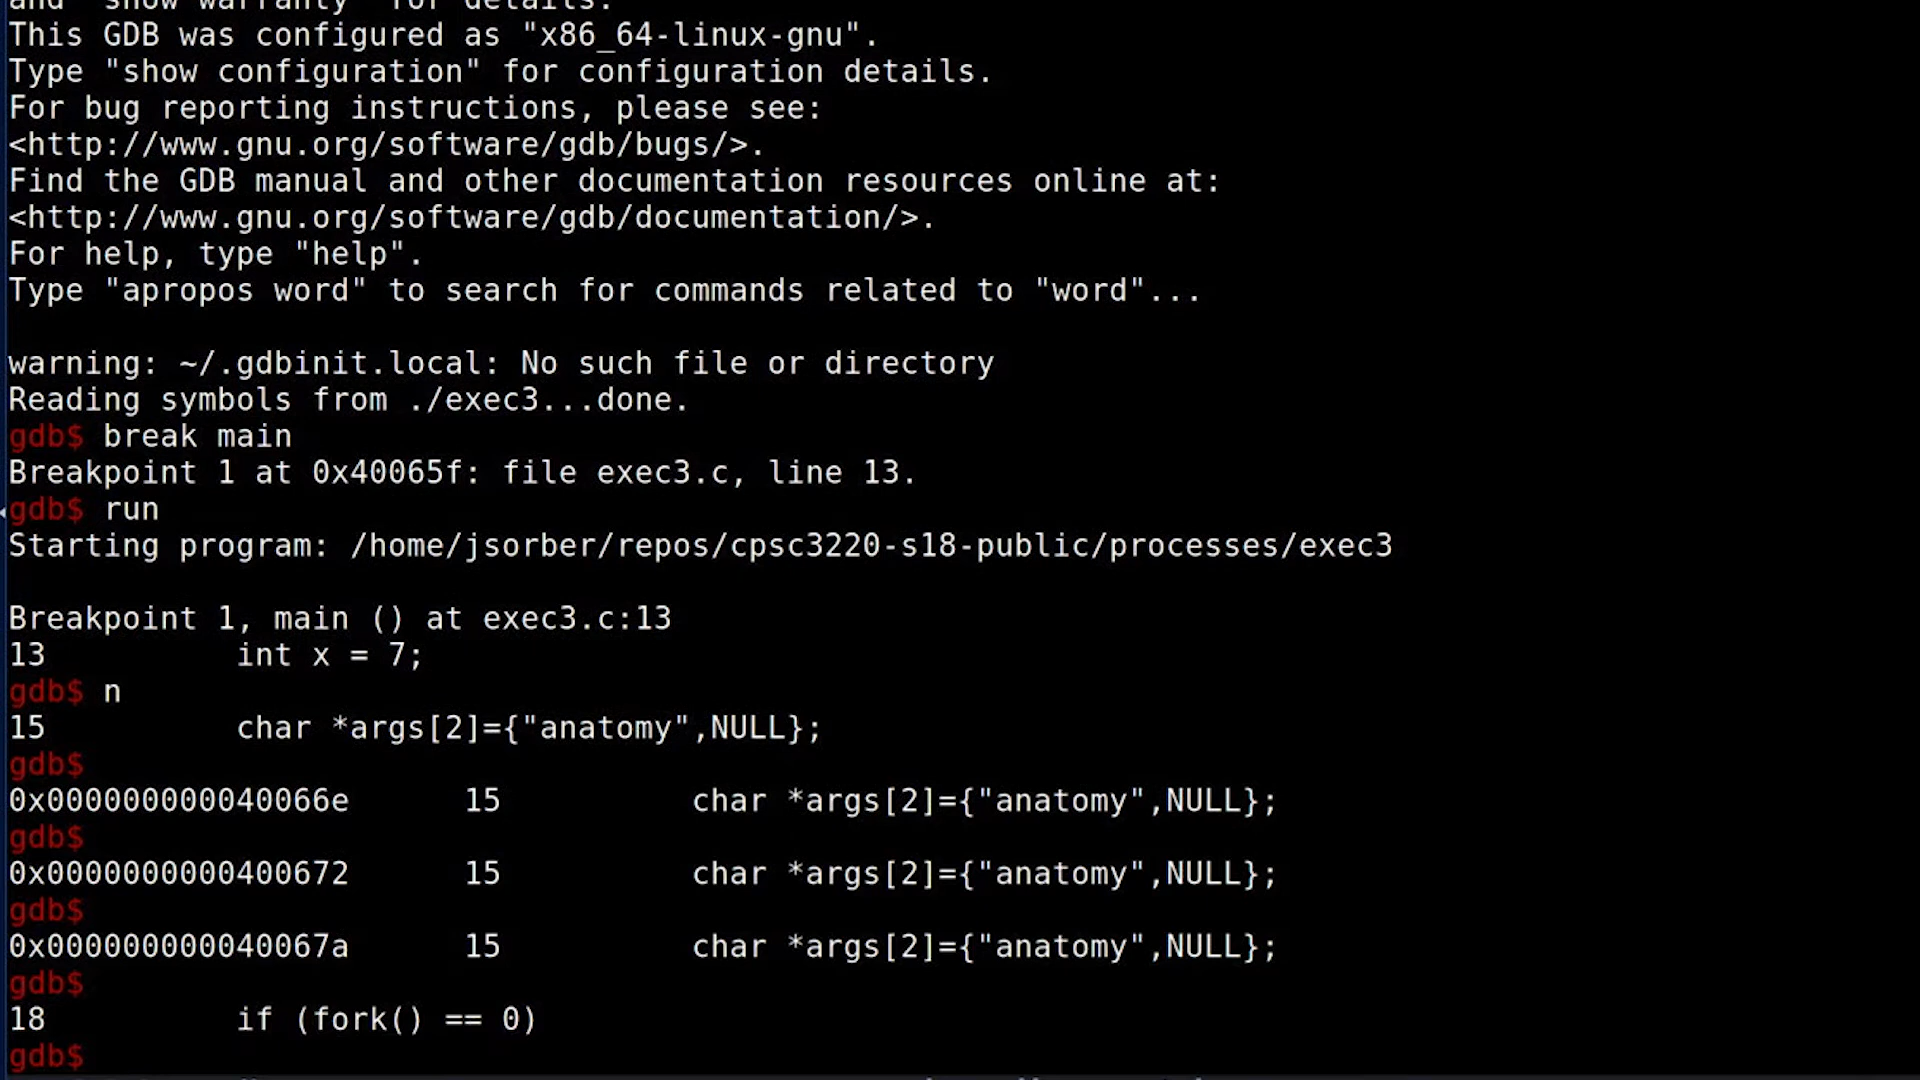 and "show warranty" for details.
This GDB was configured as "x86_64-linux-gnu".
Type "show configuration" for configuration details.
For bug reporting instructions, please see:
<http://www.gnu.org/software/gdb/bugs/>.
Find the GDB manual and other documentation resources online at:
<http://www.gnu.org/software/gdb/documentation/>.
For help, type "help".
Type "apropos word" to search for commands related to "word"...
warning: ~/.gdbinit.local: No such file or directory
Reading symbols from ./exec3...done.
gdb$ break main
Breakpoint 1 at 0x40065f: file exec3.c, line 13.
gdb$ run
Starting program: /home/jsorber/repos/cpsc3220-s18-public/processes/exec3
Breakpoint 1, main () at exec3.c:13
13          int x = 7;
gdb$ n
15          char *args[2]={"anatomy",NULL};
gdb$
0x000000000040066e      15          char *args[2]={"anatomy",NULL};
gdb$
0x0000000000400672      15          char *args[2]={"anatomy",NULL};
gdb$
0x000000000040067a      15          char *args[2]={"anatomy",NULL};
gdb$
18          if (fork() == 0)
gdb$